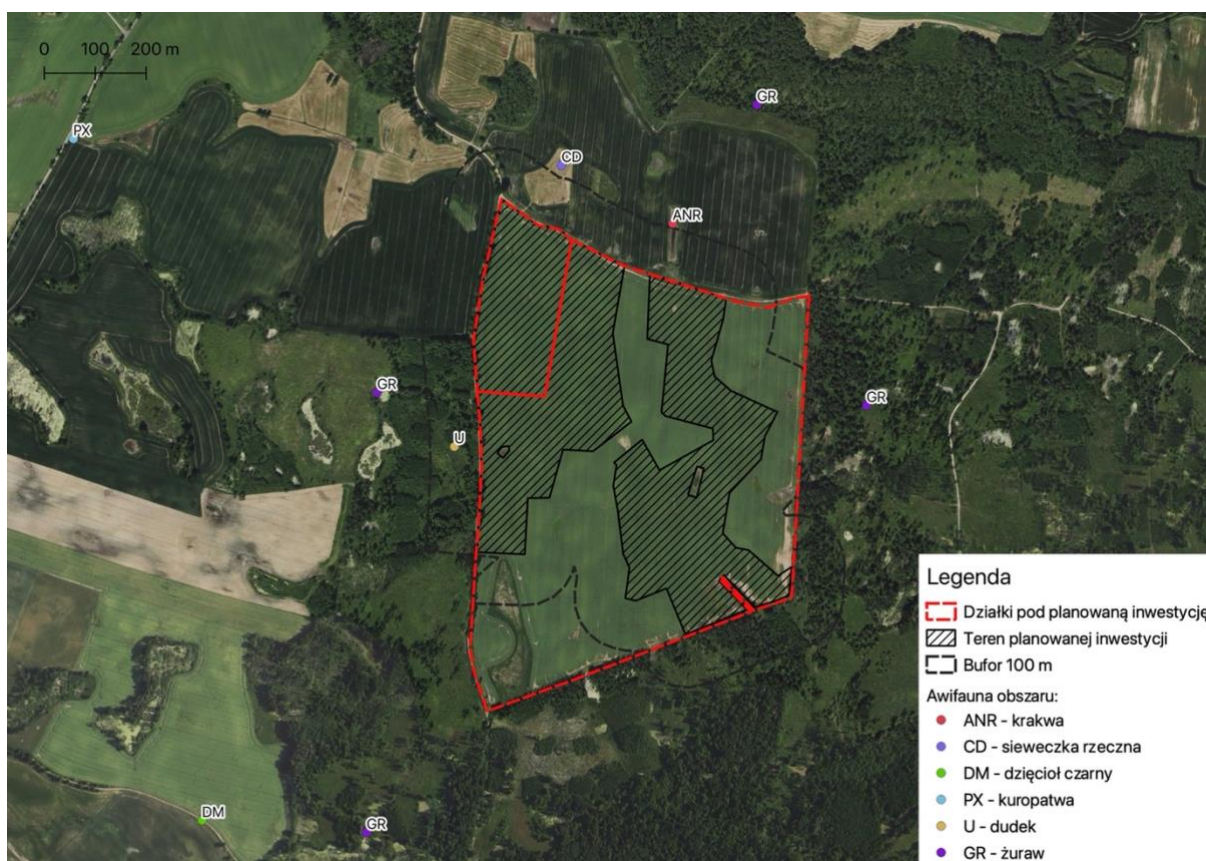 0 100 200 m
GR
PX
CD
ANR
GR
GR
U
DM
GR
Legenda
Działki pod planowaną inwestycję
Teren planowanej inwestycji
Bufor 100 m
Awifauna obszaru:
ANR - krakwa
CD - sieweczka rzeczna
DM - dzięcioł czarny
PX - kuropatwa
U - dudek
GR - żuraw